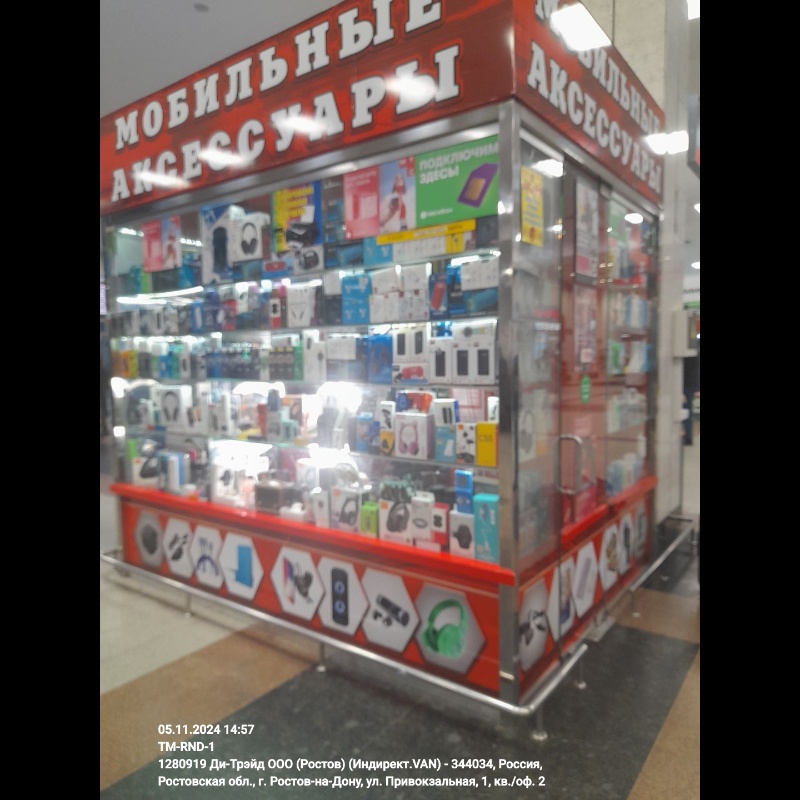 МОБИЛЬНЫЕ
АКСЕССУАРЫ
МОБИЛЬНЫЕ
АКСЕССУАРЫ
ПОДКЛЮЧИМ
ЗДЕСЬ!
05.11.2024 14:57
TM-RND-1
1280919 Ди-Трэйд ООО (Ростов) (Индирект.VAN) - 344034, Россия,
Ростовская обл., г. Ростов-на-Дону, ул. Привокзальная, 1, кв./оф. 2